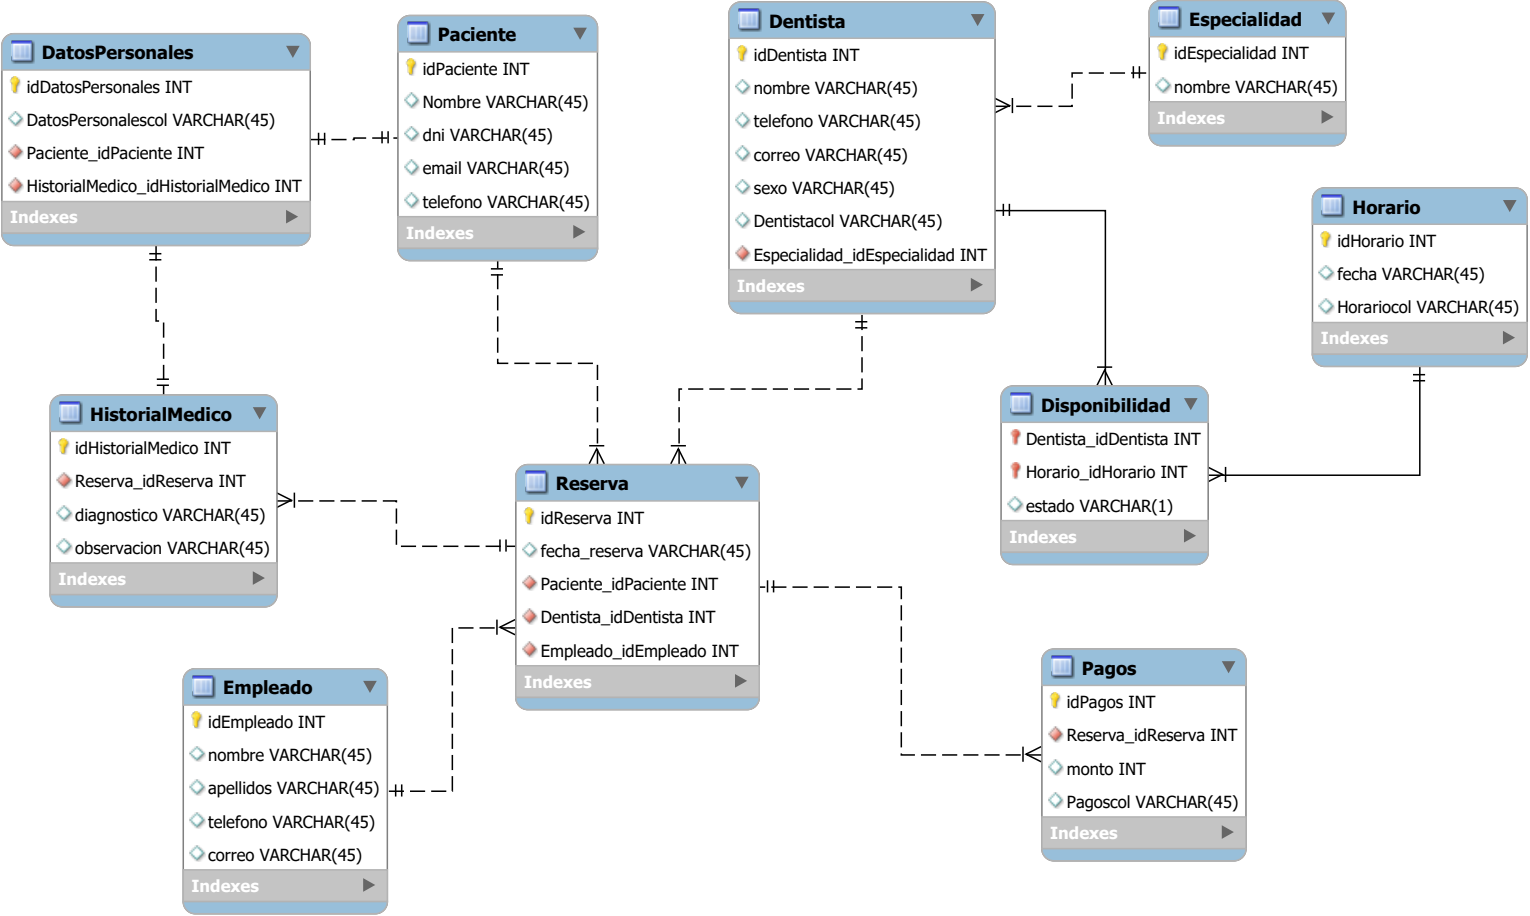 DatosPersonales
idDatosPersonales INT
DatosPersonalescol VARCHAR(45)
Paciente_idPaciente INT
HistorialMedico_idHistorialMedico INT
Indexes
Paciente
idPaciente INT
Nombre VARCHAR(45)
dni VARCHAR(45)
email VARCHAR(45)
telefono VARCHAR(45)
Indexes
Dentista
idDentista INT
nombre VARCHAR(45)
telefono VARCHAR(45)
correo VARCHAR(45)
sexo VARCHAR(45)
Dentistacol VARCHAR(45)
Especialidad_idEspecialidad INT
Indexes
Especialidad
idEspecialidad INT
nombre VARCHAR(45)
Indexes
Horario
idHorario INT
fecha VARCHAR(45)
Horariocol VARCHAR(45)
Indexes
HistorialMedico
idHistorialMedico INT
Reserva_idReserva INT
diagnostico VARCHAR(45)
observacion VARCHAR(45)
Indexes
Reserva
idReserva INT
fecha_reserva VARCHAR(45)
Paciente_idPaciente INT
Dentista_idDentista INT
Empleado_idEmpleado INT
Indexes
Disponibilidad
Dentista_idDentista INT
Horario_idHorario INT
estado VARCHAR(1)
Indexes
Empleado
idEmpleado INT
nombre VARCHAR(45)
apellidos VARCHAR(45)
telefono VARCHAR(45)
correo VARCHAR(45)
Indexes
Pagos
idPagos INT
Reserva_idReserva INT
monto INT
Pagoscol VARCHAR(45)
Indexes